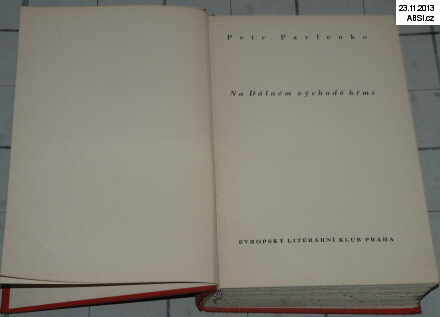 23.11.2013
ABSi.cz
Petr Pavlenko
Na Dálném východě hřmí
EVROPSKÝ LITERÁRNÍ KLUB PRAHA